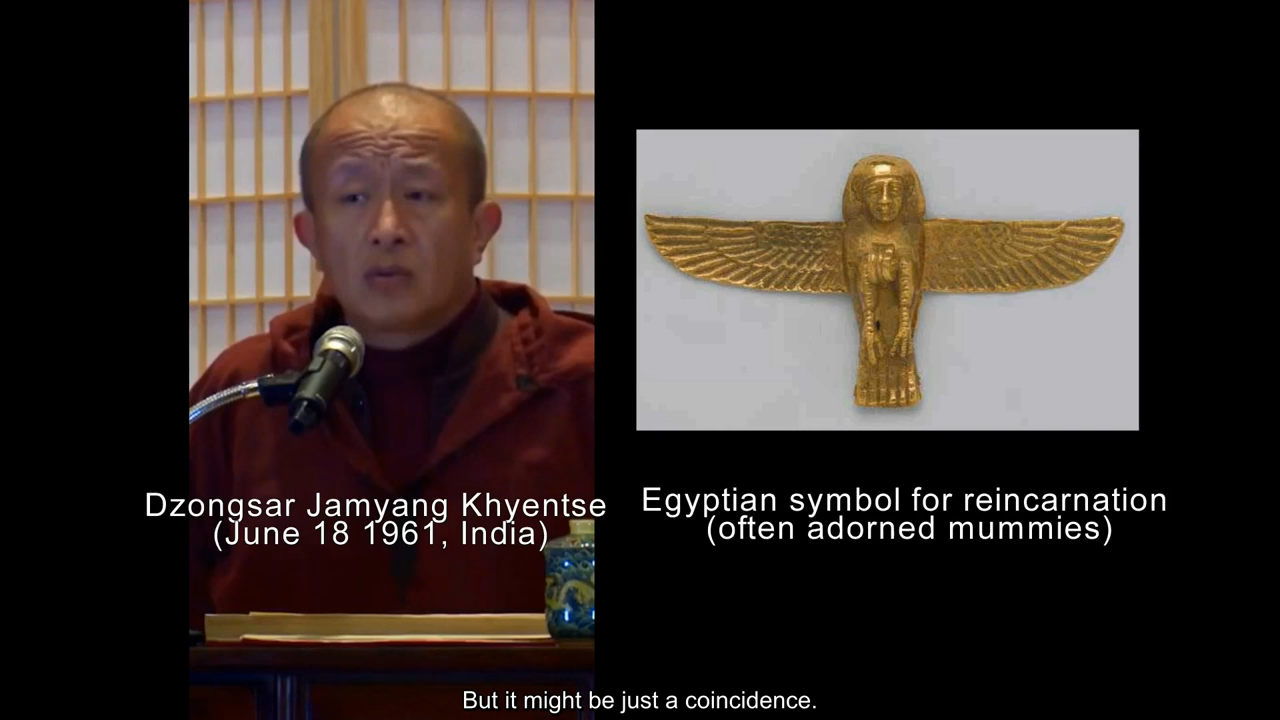 Dzongsar Jamyang Khyentse
(June 18 1961, India)
Egyptian symbol for reincarnation
(often adorned mummies)
But it might be just a coincidence.